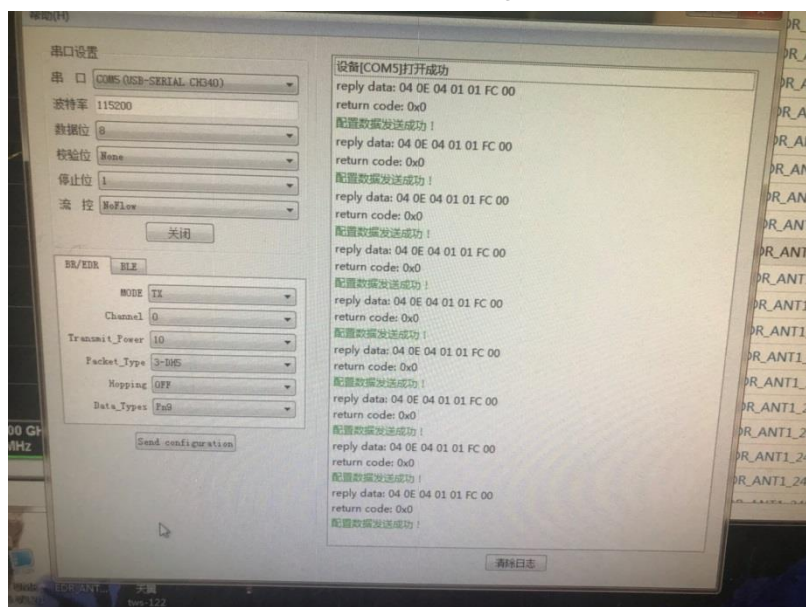 帮助(H)
串口设置
串 口 COM5 (USB-SERIAL CH340)
波特率 115200
数据位 8
校验位 None
停止位 1
流 控 NoFlow
关闭
BR/EDR BLE
MODE TX
Channel 0
Transmit_Power 10
Packet_Type 3-DH5
Hopping OFF
Data_Types Pn9
Send configuration
设备[COM5]打开成功
reply data: 04 0E 04 01 01 FC 00
return code: 0x0
配置数据发送成功!
reply data: 04 0E 04 01 01 FC 00
return code: 0x0
配置数据发送成功!
reply data: 04 0E 04 01 01 FC 00
return code: 0x0
配置数据发送成功!
reply data: 04 0E 04 01 01 FC 00
return code: 0x0
配置数据发送成功!
reply data: 04 0E 04 01 01 FC 00
return code: 0x0
配置数据发送成功!
reply data: 04 0E 04 01 01 FC 00
return code: 0x0
配置数据发送成功!
reply data: 04 0E 04 01 01 FC 00
return code: 0x0
配置数据发送成功!
reply data: 04 0E 04 01 01 FC 00
return code: 0x0
配置数据发送成功!
reply data: 04 0E 04 01 01 FC 00
return code: 0x0
配置数据发送成功!
清除日志
DR_A
DR_A
DR_AN
DR_AN
DR_AN
DR_ANT
DR_ANT
DR_ANT1
DR_ANT1
DR_ANT1
DR_ANT1_
DR_ANT1_2
DR_ANT1_2
DR_ANT1_24
DR_ANT1_24
00 GH
MHz
EDR_ANT...
天翼
tws-122